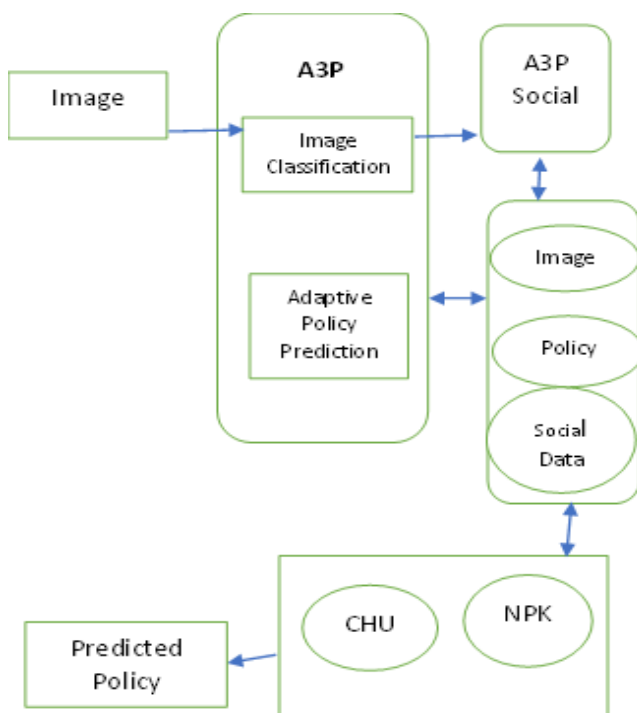 Image
A3P
Image
Classification
Adaptive
Policy
Prediction
A3P
Social
Image
Policy
Social
Data
CHU
NPK
Predicted
Policy